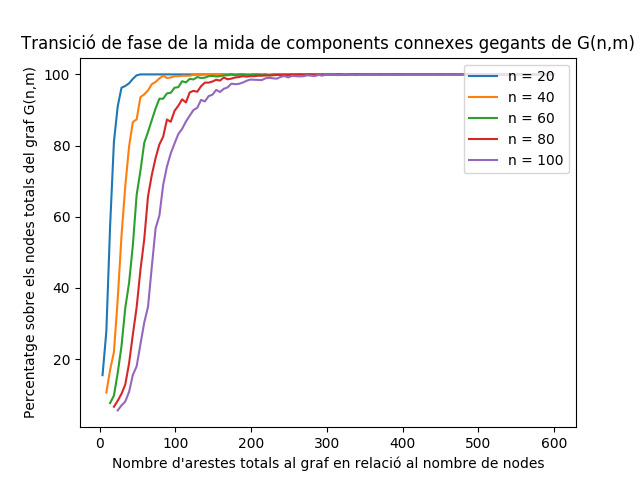 Transició de fase de la mida de components connexes gegants de G(n,m)
Percentatge sobre els nodes totals del graf G(n,m)
100
80
60
40
20
n = 20
n = 40
n = 60
n = 80
n = 100
0 100 200 300 400 500 600
Nombre d'arestes totals al graf en relació al nombre de nodes